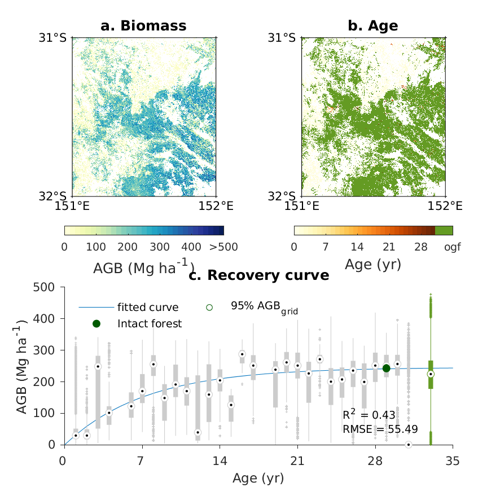 a. Biomass
b. Age
31°S
31°S
32°S
32°S
151°E
152°E
151°E
152°E
0 100 200 300 400 >500
AGB (Mg ha⁻¹)
0 7 14 21 28 ogf
Age (yr)
c. Recovery curve
500
400
300
200
100
0
AGB (Mg ha⁻¹)
fitted curve
95% AGB_grid
Intact forest
R² = 0.43
RMSE = 55.49
0 7 14 21 28 35
Age (yr)